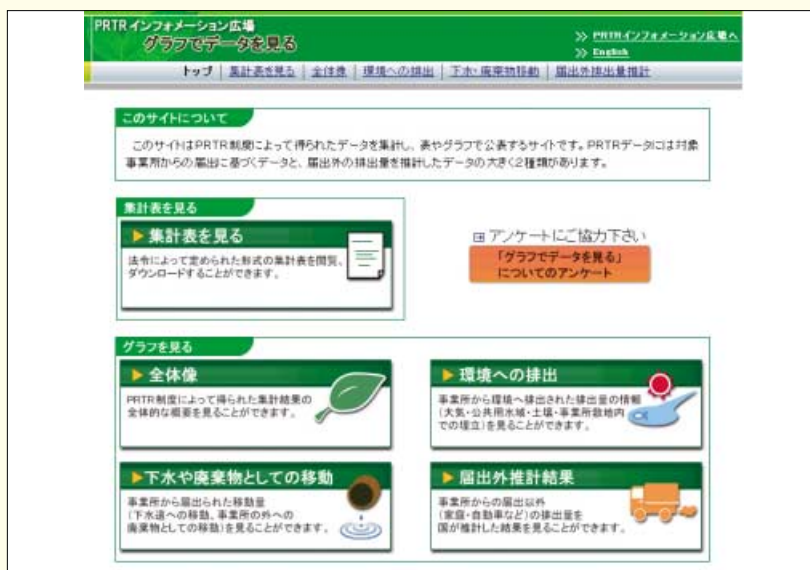 PRTRインフォメーション広場
グラフでデータを見る
>> PRTRインフォメーション広場へ
>> English
トップ | 集計表を見る | 全体像 | 環境への排出 | 下水・廃棄物移動 | 届出外排出量推計
このサイトについて
このサイトはPRTR制度によって得られたデータを集計し、表やグラフで公表するサイトです。PRTRデータには対象
事業所からの届出に基づくデータと、届出外の排出量を推計したデータの大きく2種類があります。
集計表を見る
集計表を見る
法令によって定められた形式の集計表を閲覧、
ダウンロードすることができます。
アンケートにご協力下さい
「グラフでデータを見る」
についてのアンケート
グラフを見る
全体像
PRTR制度によって得られた集計結果の
全体的な概要を見ることができます。
環境への排出
事業所から環境へ排出された排出量の情報
(大気・公共用水域・土壌・事業所敷地内
での埋立)を見ることができます。
下水や廃棄物としての移動
事業所から届出られた移動量
(下水道への移動、事業所の外への
廃棄物としての移動)を見ることができます。
届出外推計結果
事業所からの届出以外
(家庭・自動車など)の排出量を
国が推計した結果を見ることができます。